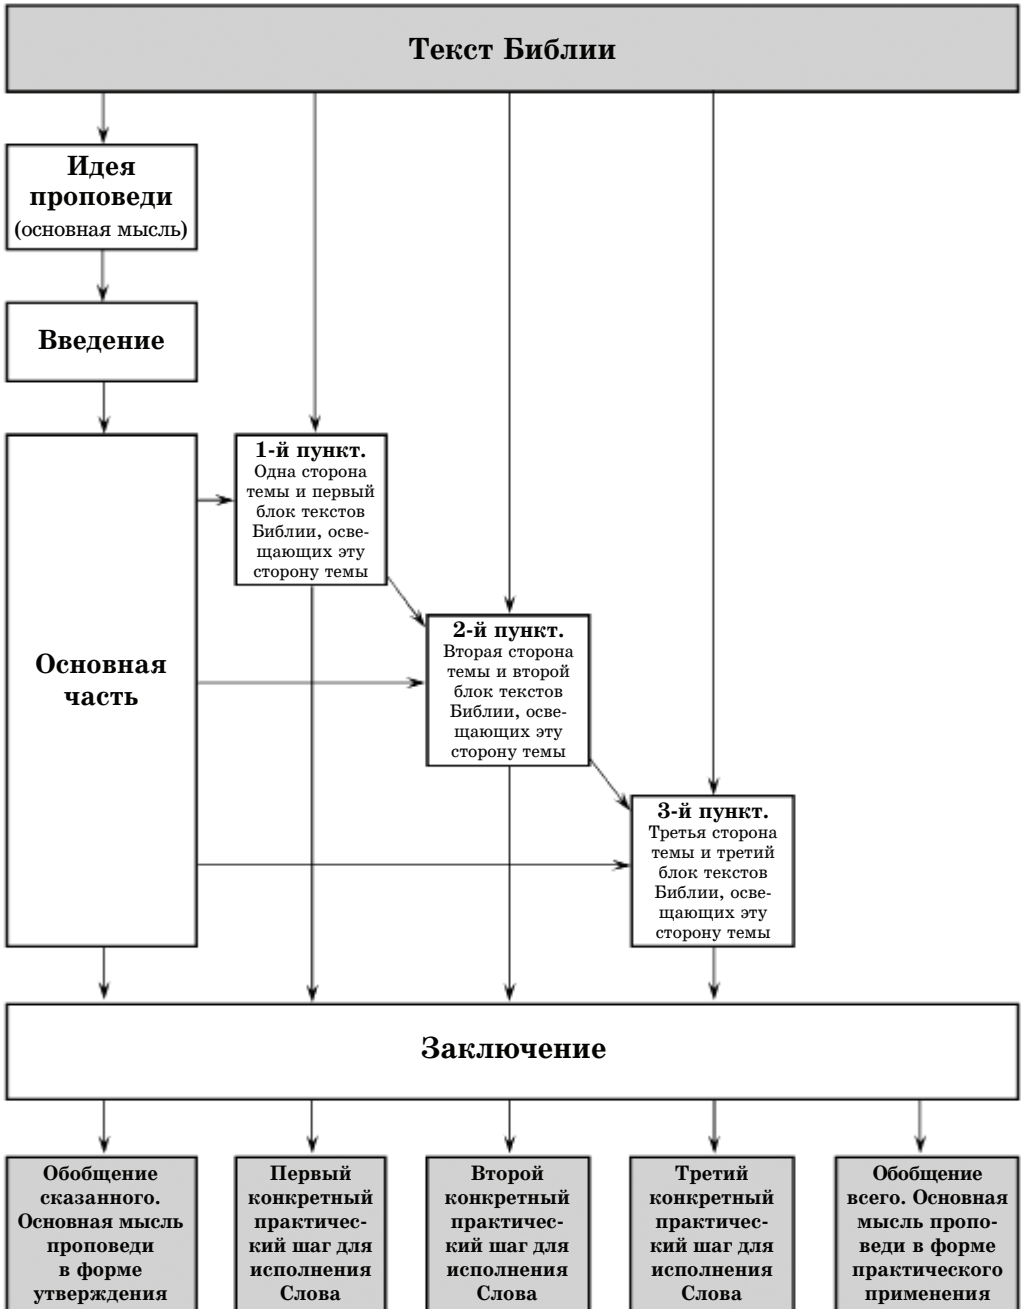 Текст Библии
Идея
проповеди
(основная мысль)
Введение
Основная
часть
1-й пункт.
Одна сторона
темы и первый
блок текстов
Библии, осве-
щающих эту
сторону темы
2-й пункт.
Вторая сторона
темы и второй
блок текстов
Библии, осве-
щающих эту
сторону темы
3-й пункт.
Третья сторона
темы и третий
блок текстов
Библии, осве-
щающих эту
сторону темы
Заключение
Обобщение
сказанного.
Основная мысль
проповеди
в форме
утверждения
Первый
конкретный
практичес-
кий шаг для
исполнения
Слова
Второй
конкретный
практичес-
кий шаг для
исполнения
Слова
Третий
конкретный
практичес-
кий шаг для
исполнения
Слова
Обобщение
всего. Основная
мысль пропо-
веди в форме
практического
применения